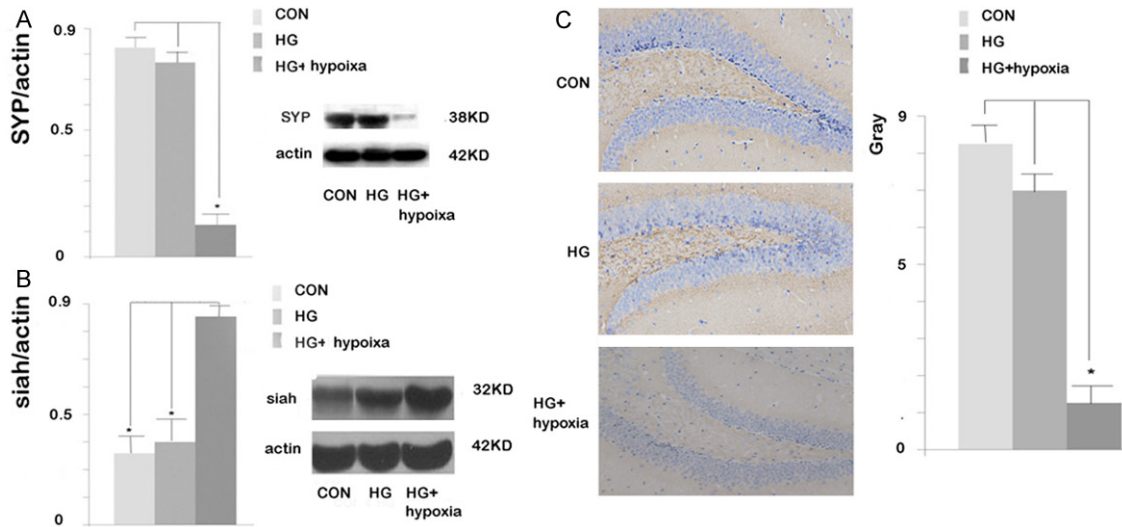 A
0.9
0.5
0
SYP/actin
CON
HG
HG+ hypoixa
*
SYP
38KD
actin
42KD
CON HG HG+
hypoixa
B
0.9
0.5
0
siah/actin
CON
HG
HG+ hypoixa
*
*
siah
32KD
actin
42KD
CON HG HG+
hypoxia
C
CON
HG
HG+
hypoxia
CON
HG
HG+hypoxia
Gray
9
5
0
*